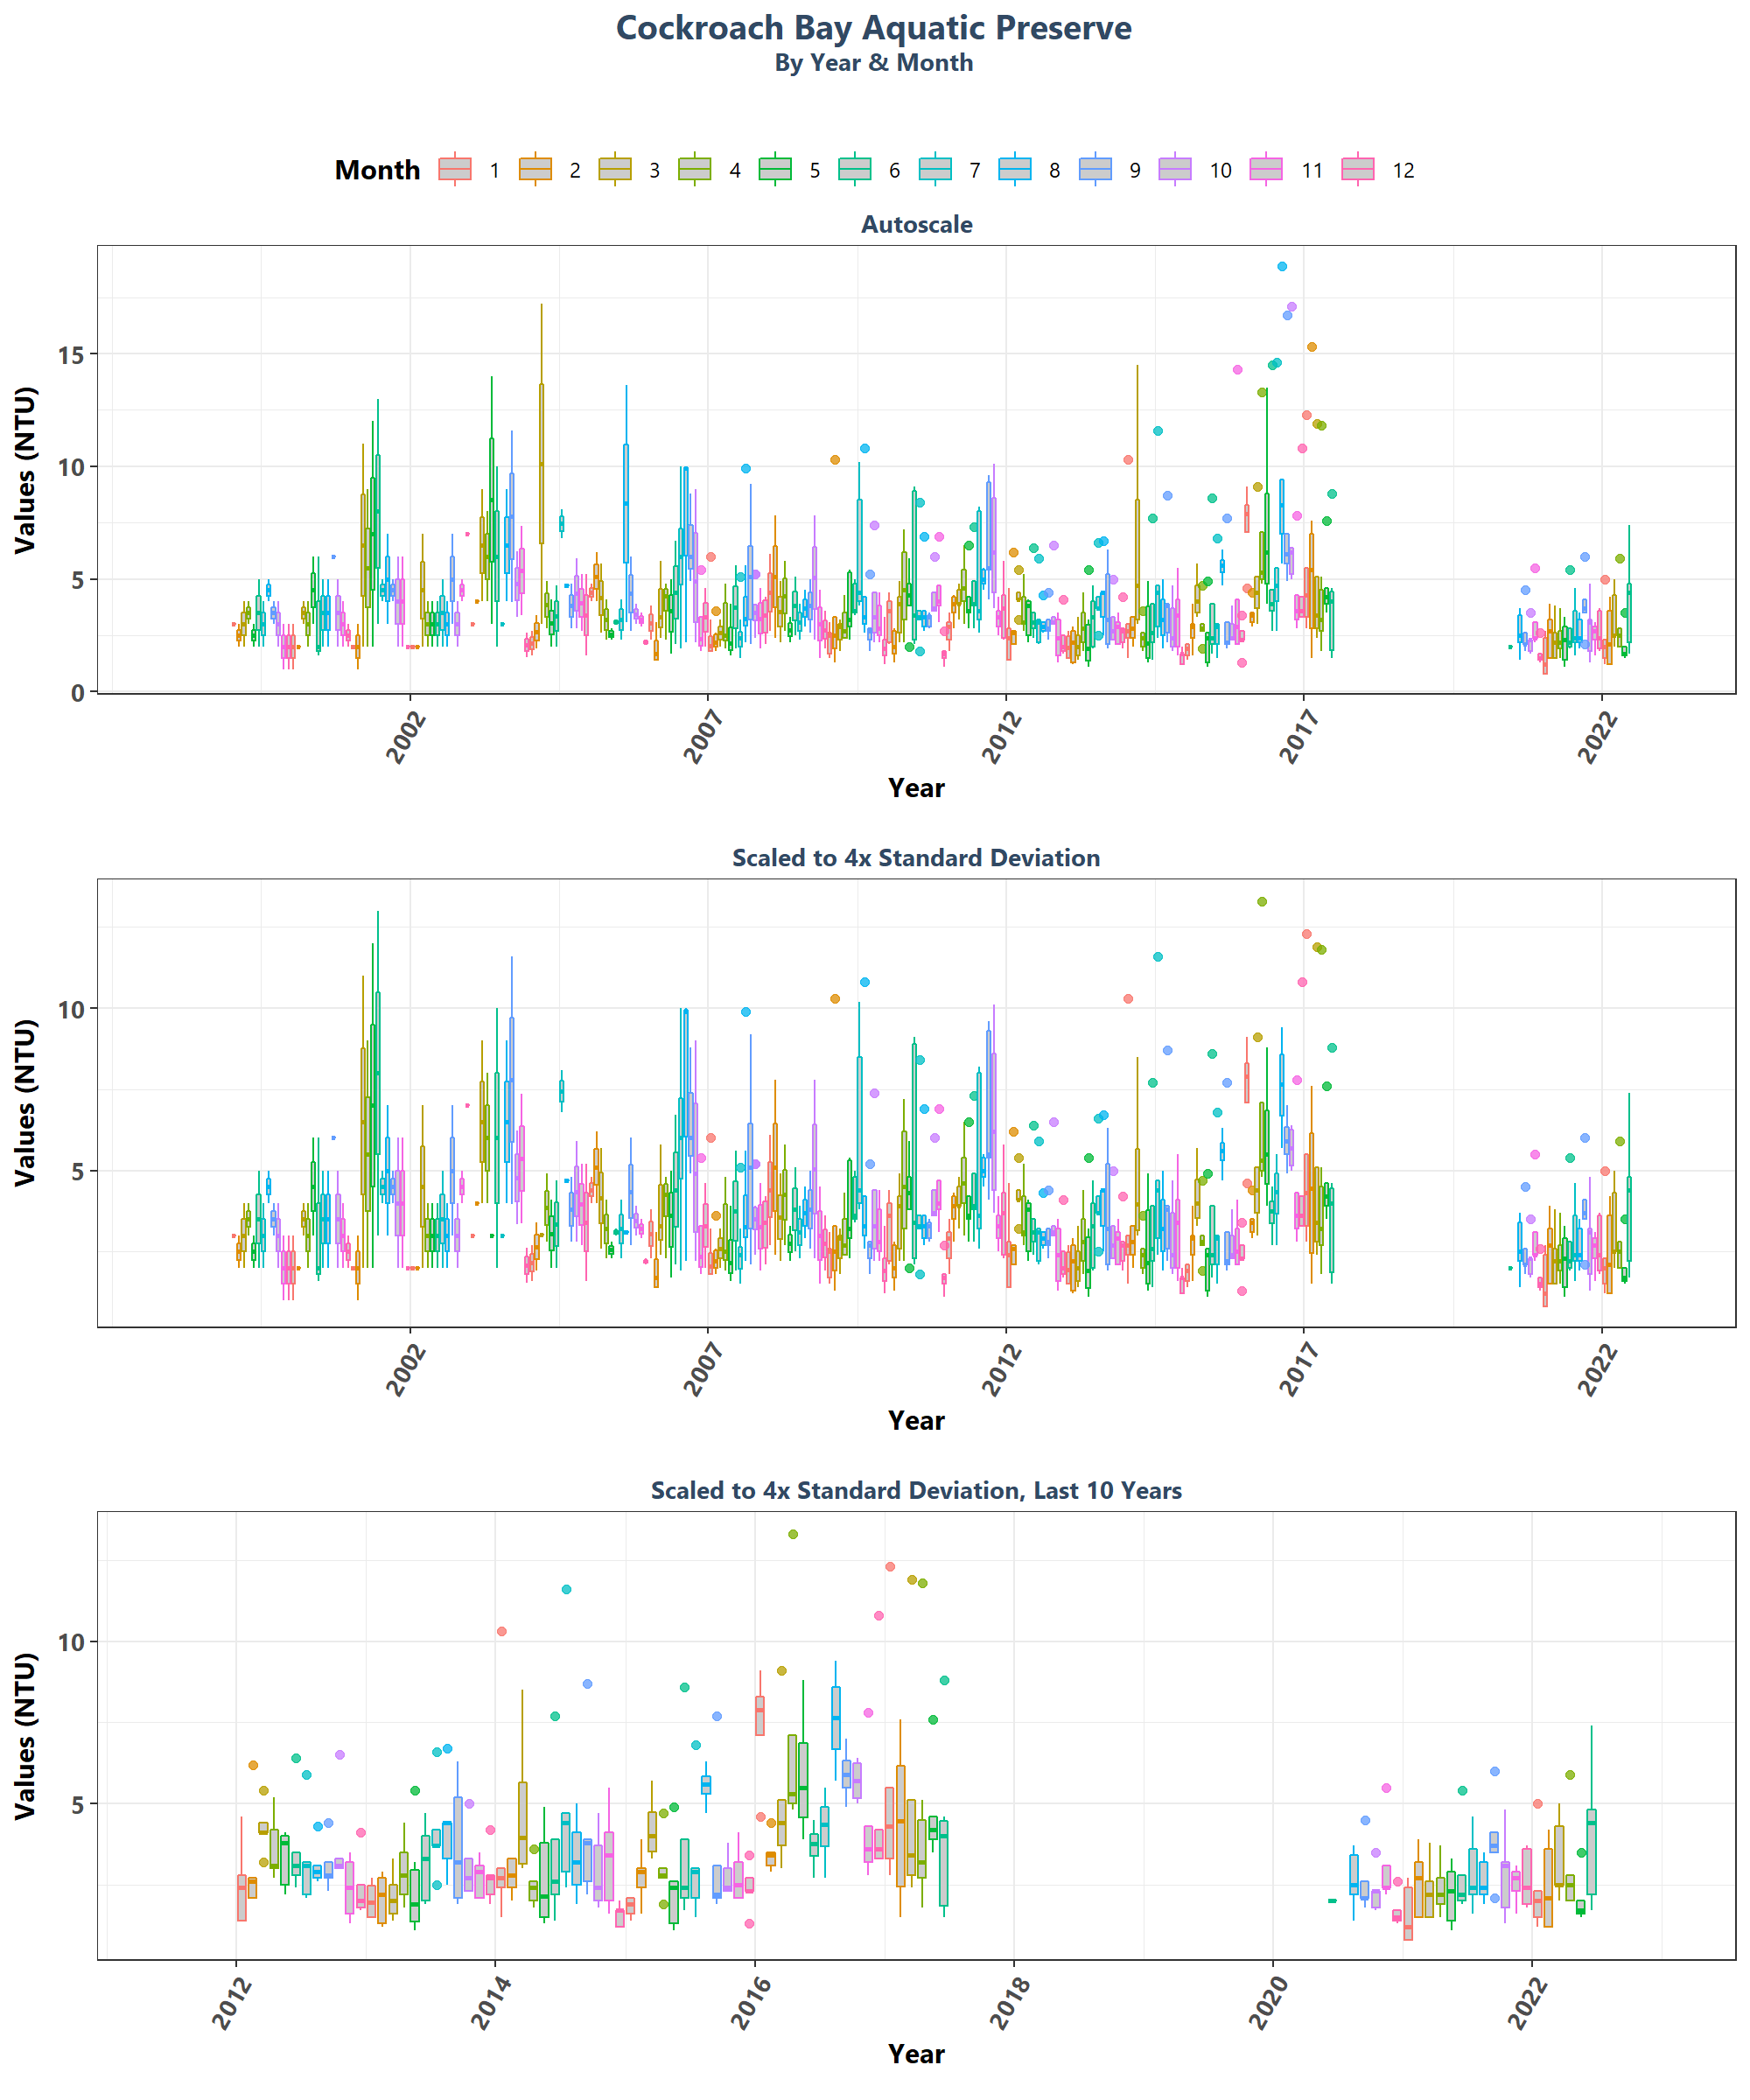 Cockroach Bay Aquatic Preserve
By Year & Month
Month 1 2 3 4 5 6 7 8 9 10 11 12
Autoscale
Values (NTU)
15
10
5
0
2002 2007 2012 2017 2022
Year
Scaled to 4x Standard Deviation
Values (NTU)
10
5
2002 2007 2012 2017 2022
Year
Scaled to 4x Standard Deviation, Last 10 Years
Values (NTU)
10
5
2012 2014 2016 2018 2020 2022
Year